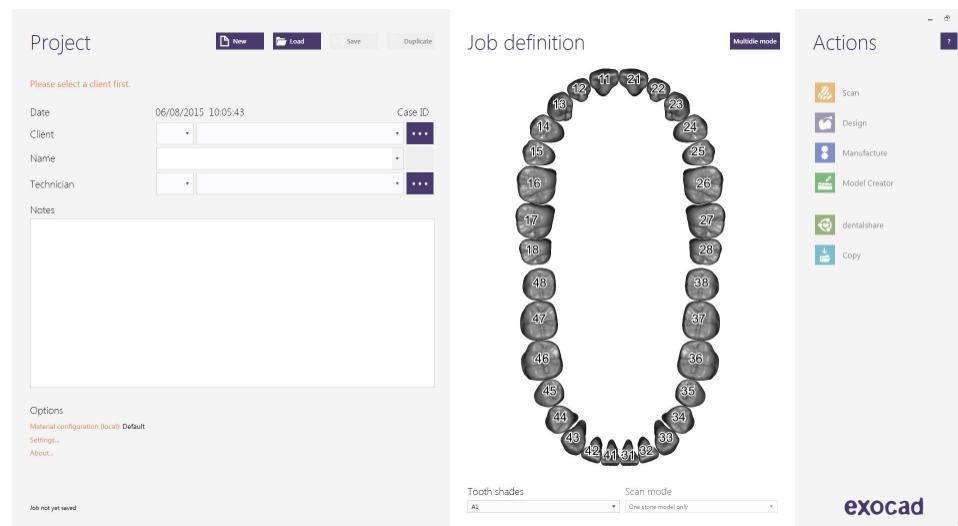 Project
New
Load
Save
Duplicate
Please select a client first.
Date 06/08/2015 10:05:43 Case ID
Client
Name
Technician
Notes
Options
Material configuration (local): Default
Settings...
About...
Job not yet saved
Job definition
Multidie mode
11 21
12 22
13 23
14 24
15 25
16 26
17 27
18 28
48 38
47 37
46 36
45 35
44 34
43 33
42 41 31 32
Tooth shades
A1
Scan mode
One stone model only
Actions
?
Scan
Design
Manufacture
Model Creator
dentalshare
Copy
exocad